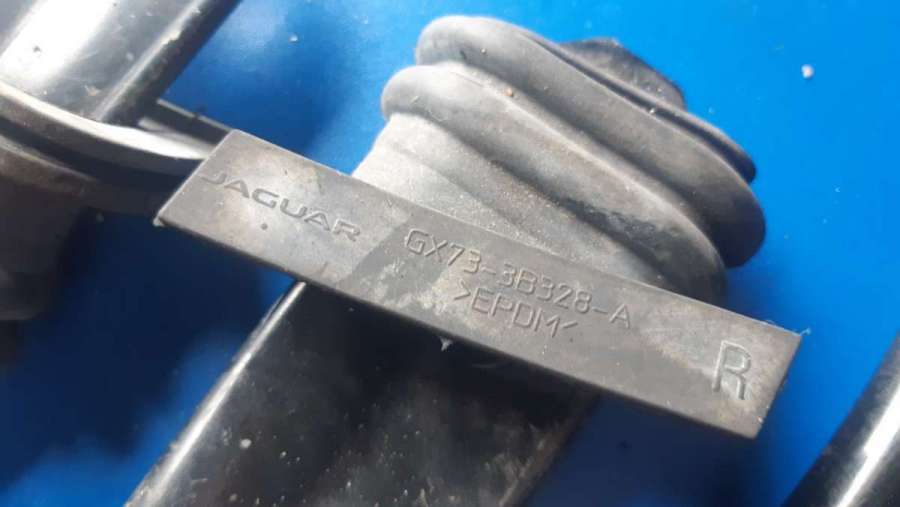 JAGUAR
GX73-3B328-A
>EPDM<
R